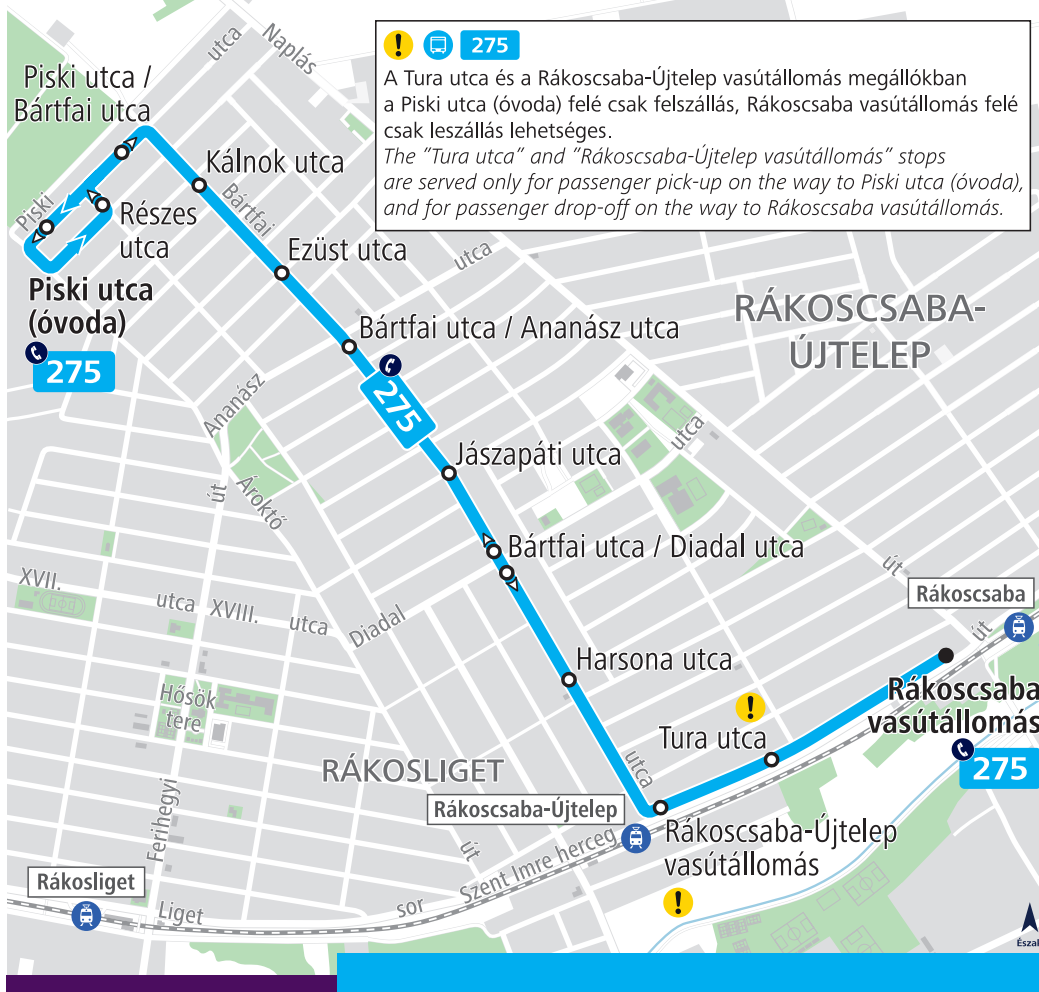 275
A Tura utca és a Rákoscsaba-Újtelep vasútállomás megállókban
a Piski utca (óvoda) felé csak felszállás, Rákoscsaba vasútállomás felé
csak leszállás lehetséges.
The "Tura utca" and "Rákoscsaba-Újtelep vasútállomás" stops
are served only for passenger pick-up on the way to Piski utca (óvoda),
and for passenger drop-off on the way to Rákoscsaba vasútállomás.
utca
Naplás
Piski utca /
Bártfai utca
Kálnok utca
Bártfai
Piski
Részes
utca
Ezüst utca
utca
Piski utca
(óvoda)
275
RÁKOSCSABA-
ÚJTELEP
Bártfai utca / Ananász utca
275
Ananász
utca
Jászapáti utca
út
Ároktő
Bártfai utca / Diadal utca
út
XVII.
utca
XVIII.
utca
Diadal
Rákoscsaba
út
Harsona utca
Hősök
tere
Rákoscsaba
vasútállomás
275
Tura utca
utca
RÁKOSLIGET
Rákoscsaba-Újtelep
Rákoscsaba-Újtelep
vasútállomás
Ferihegyi
út
Szent Imre herceg
Rákosliget
Liget
sor
Észak